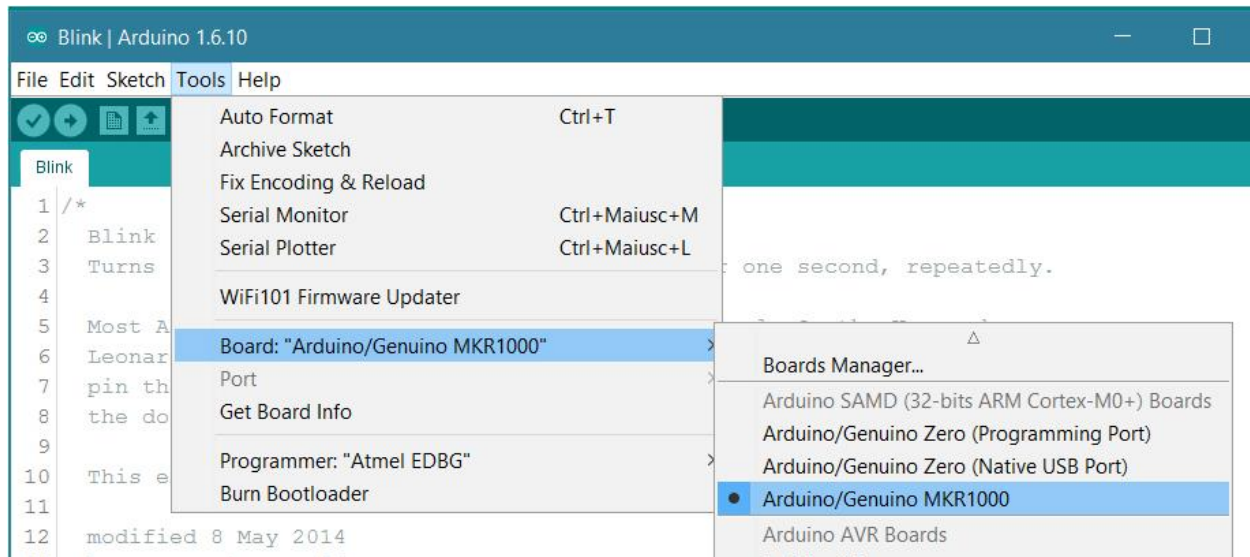 Blink | Arduino 1.6.10
File Edit Sketch Tools Help
Auto Format Ctrl+T
Archive Sketch
Fix Encoding & Reload
Serial Monitor Ctrl+Maiusc+M
Serial Plotter Ctrl+Maiusc+L
WiFi101 Firmware Updater
Board: "Arduino/Genuino MKR1000"
Port
Get Board Info
Programmer: "Atmel EDBG"
Burn Bootloader
Boards Manager...
Arduino SAMD (32-bits ARM Cortex-M0+) Boards
Arduino/Genuino Zero (Programming Port)
Arduino/Genuino Zero (Native USB Port)
Arduino/Genuino MKR1000
Arduino AVR Boards
Blink
1 /*
2 Blink
3 Turns one second, repeatedly.
4
5 Most A
6 Leonar
7 pin th
8 the do
9
10 This e
11
12 modified 8 May 2014